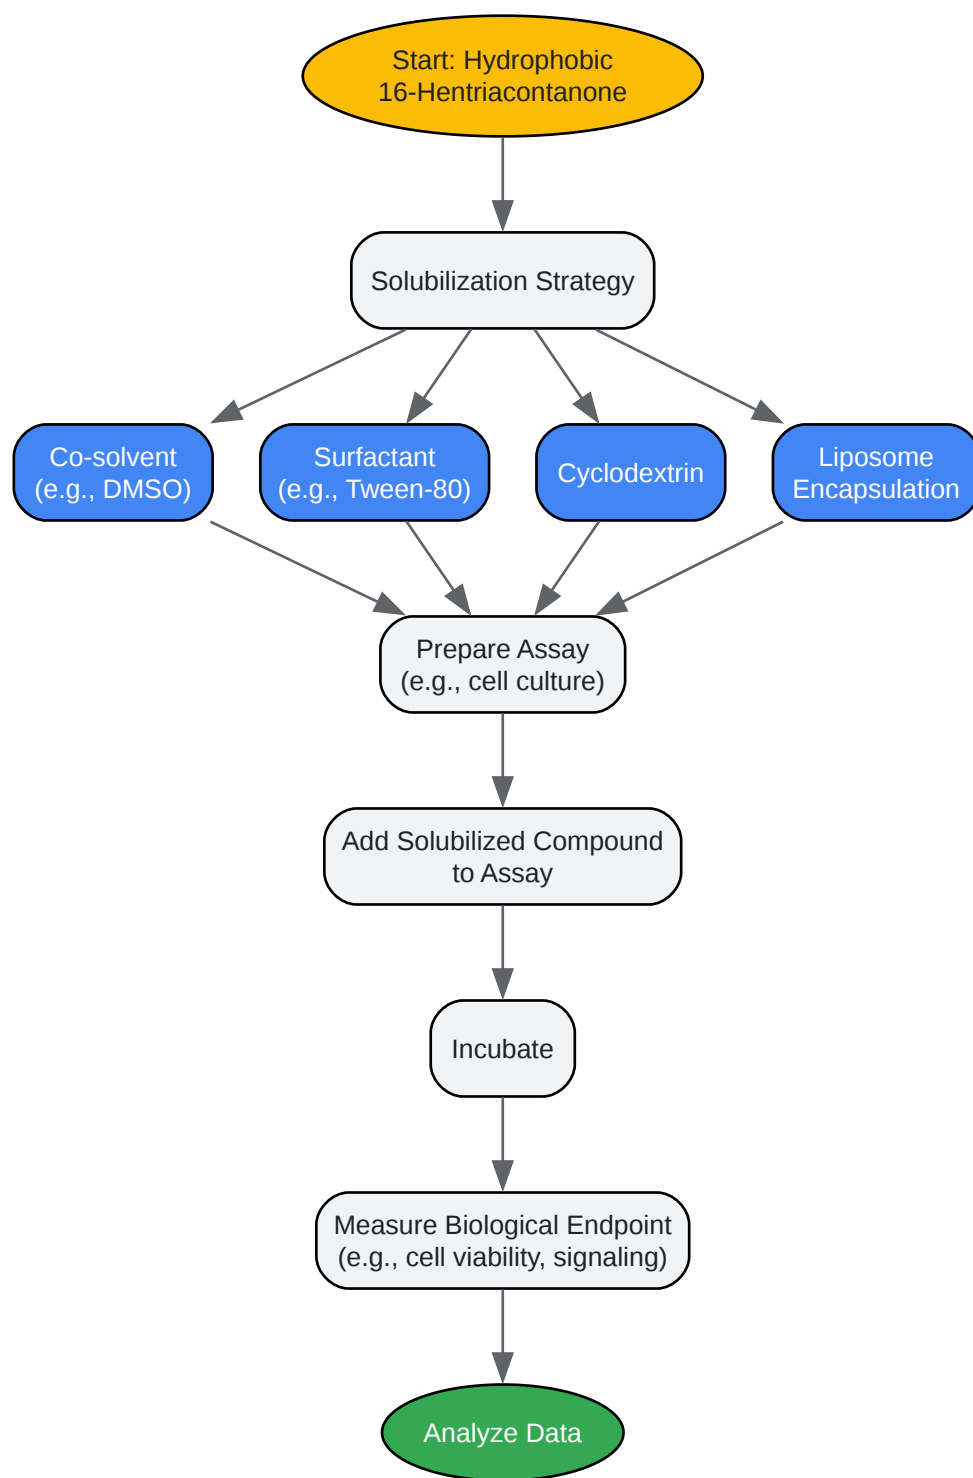 Start: Hydrophobic
16-Hentriacontanone
Solubilization Strategy
Co-solvent
(e.g., DMSO)
Surfactant
(e.g., Tween-80)
Cyclodextrin
Liposome
Encapsulation
Prepare Assay
(e.g., cell culture)
Add Solubilized Compound
to Assay
Incubate
Measure Biological Endpoint
(e.g., cell viability, signaling)
Analyze Data